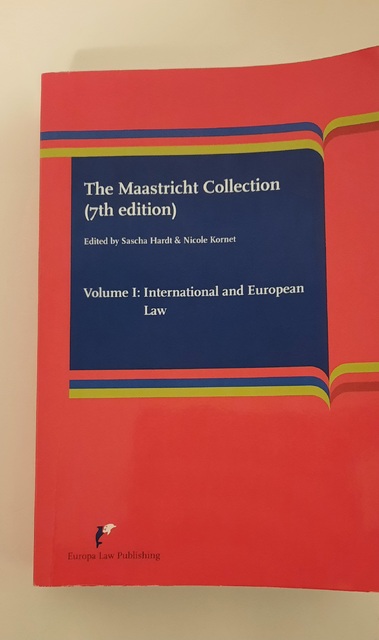 The Maastricht Collection
(7th edition)
Edited by Sascha Hardt & Nicole Kornet
Volume I: International and European
Law
Europa Law Publishing